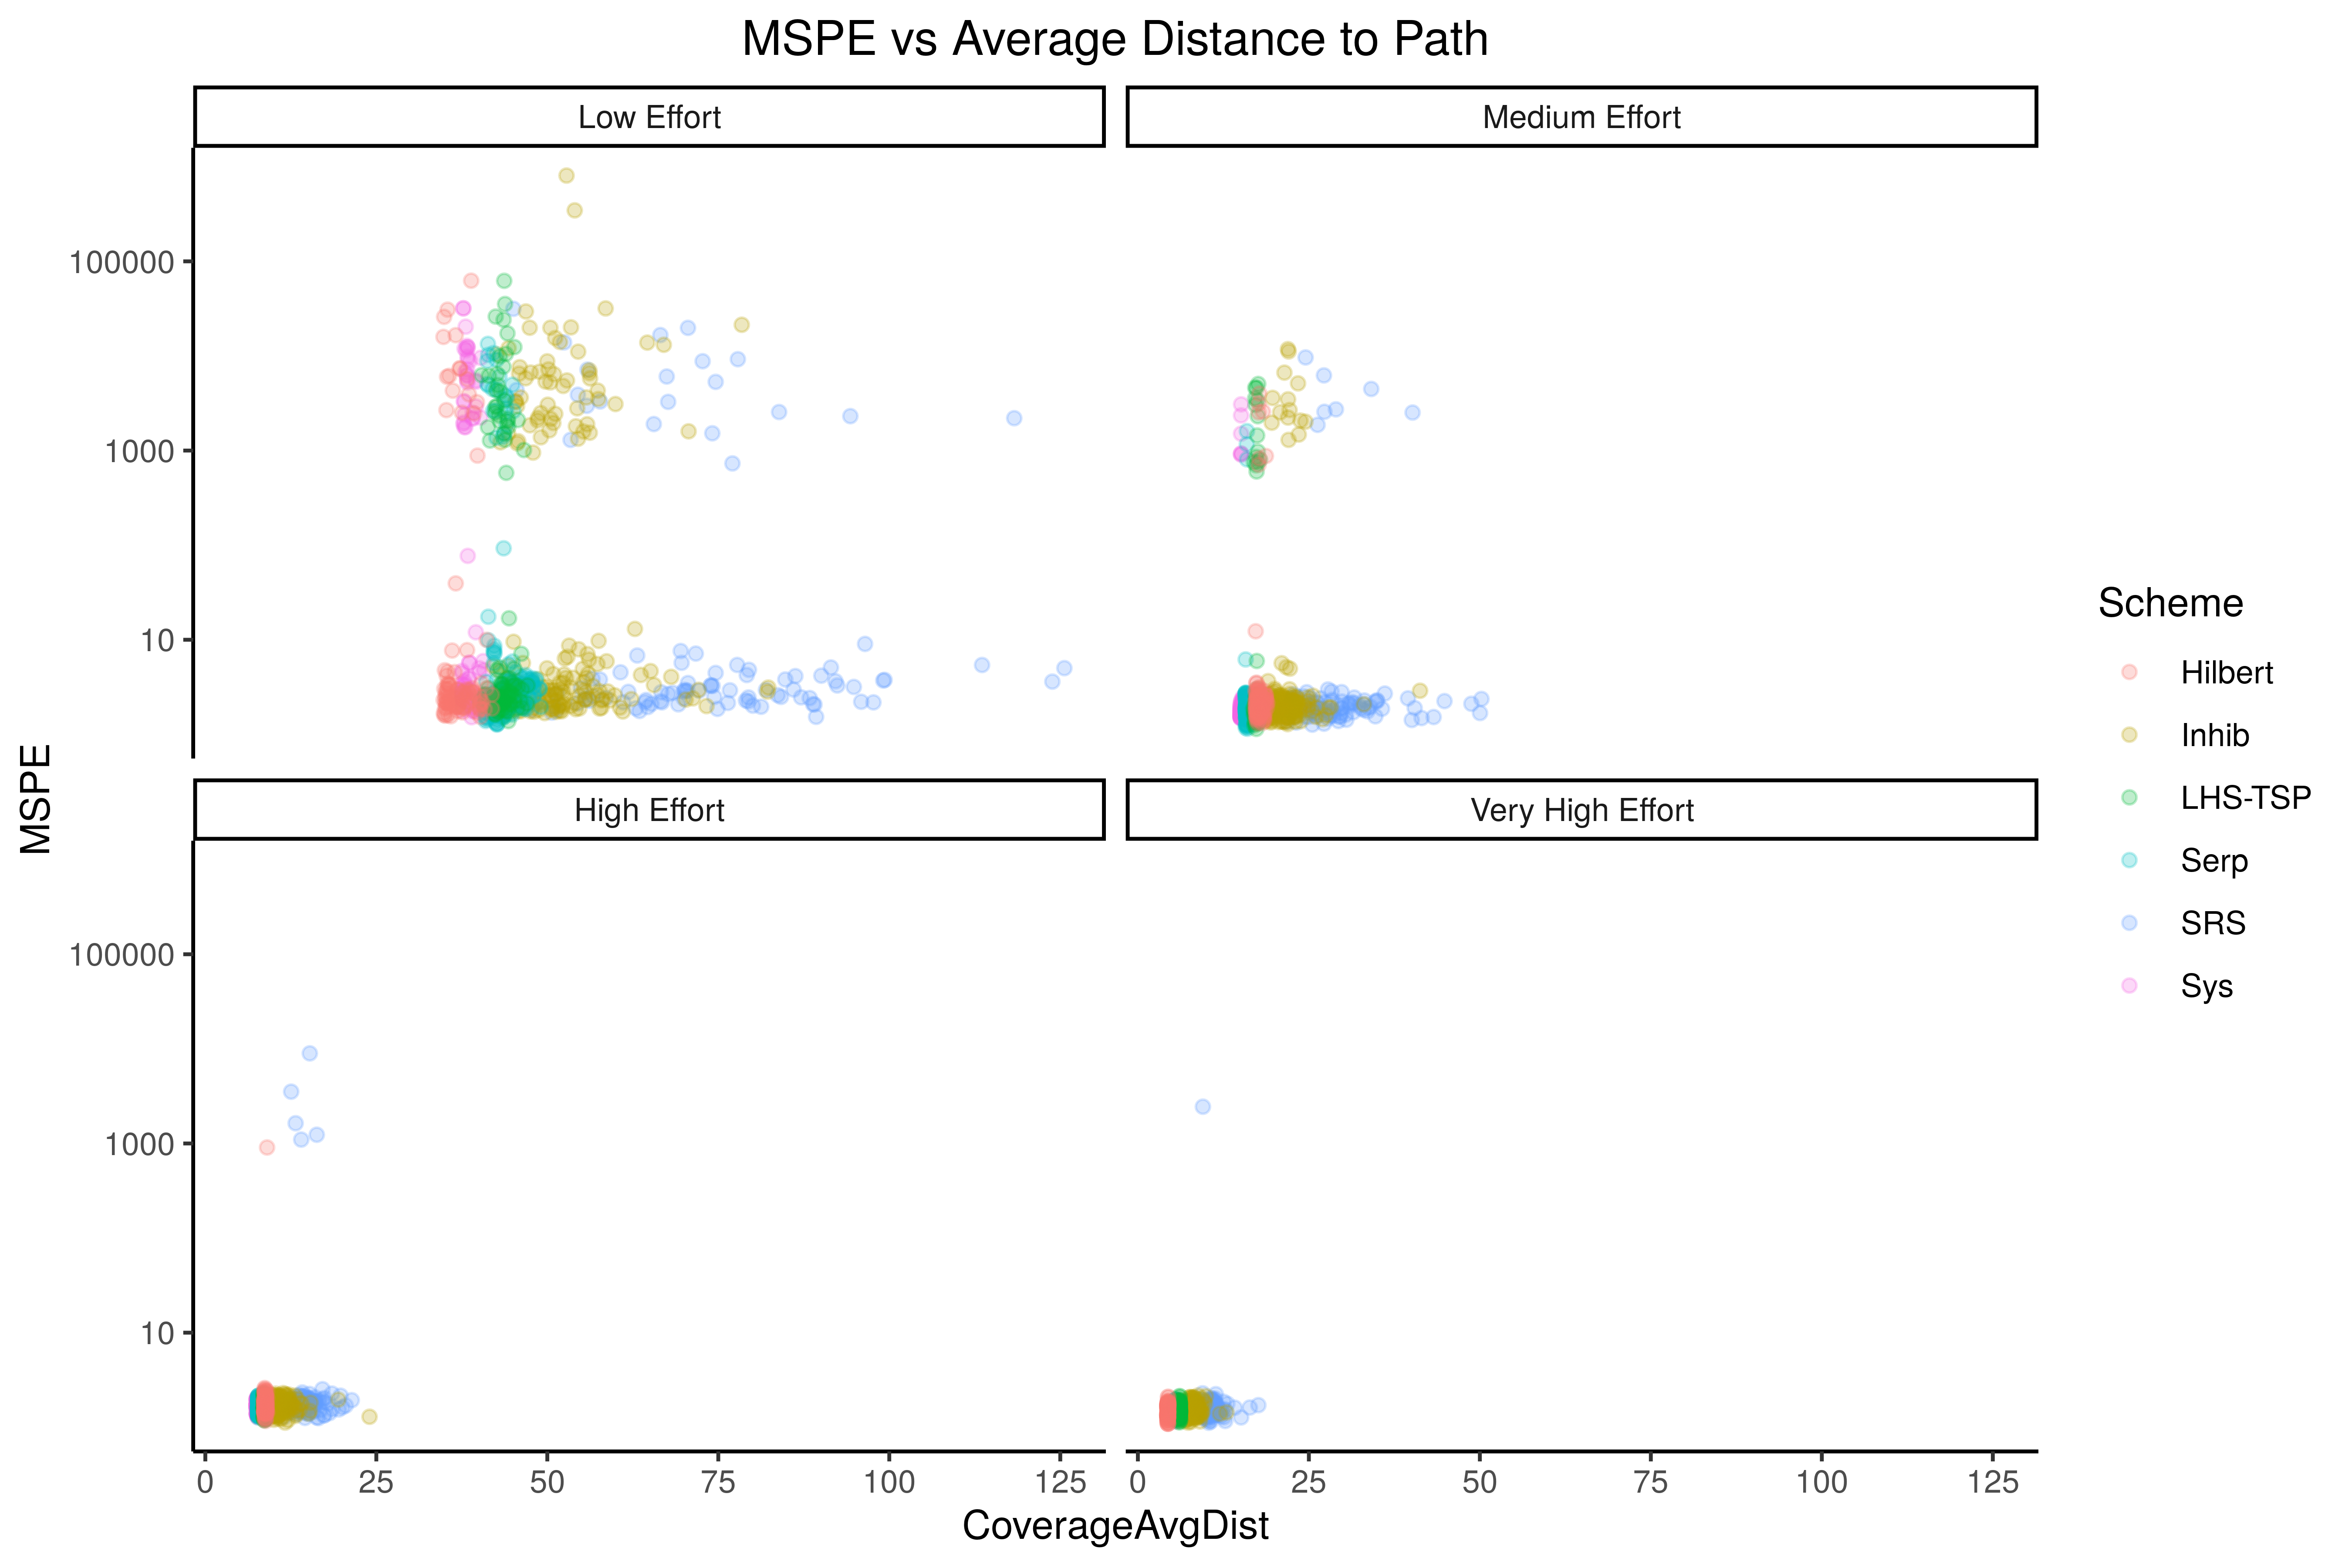 MSPE vs Average Distance to Path
Low Effort
Medium Effort
100000
1000
10
High Effort
Very High Effort
100000
1000
10
0 25 50 75 100 125
0 25 50 75 100 125
CoverageAvgDist
MSPE
Scheme
Hilbert
Inhib
LHS-TSP
Serp
SRS
Sys